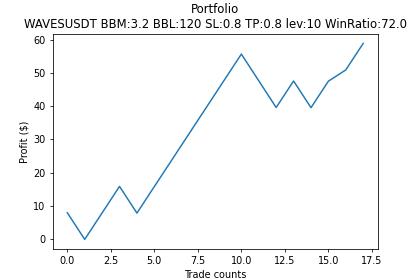 Portfolio
WAVESUSDT BBM:3.2 BBL:120 SL:0.8 TP:0.8 lev:10 WinRatio:72.0
60
50
40
30
20
10
0
Profit ($)
0.0 2.5 5.0 7.5 10.0 12.5 15.0 17.5
Trade counts